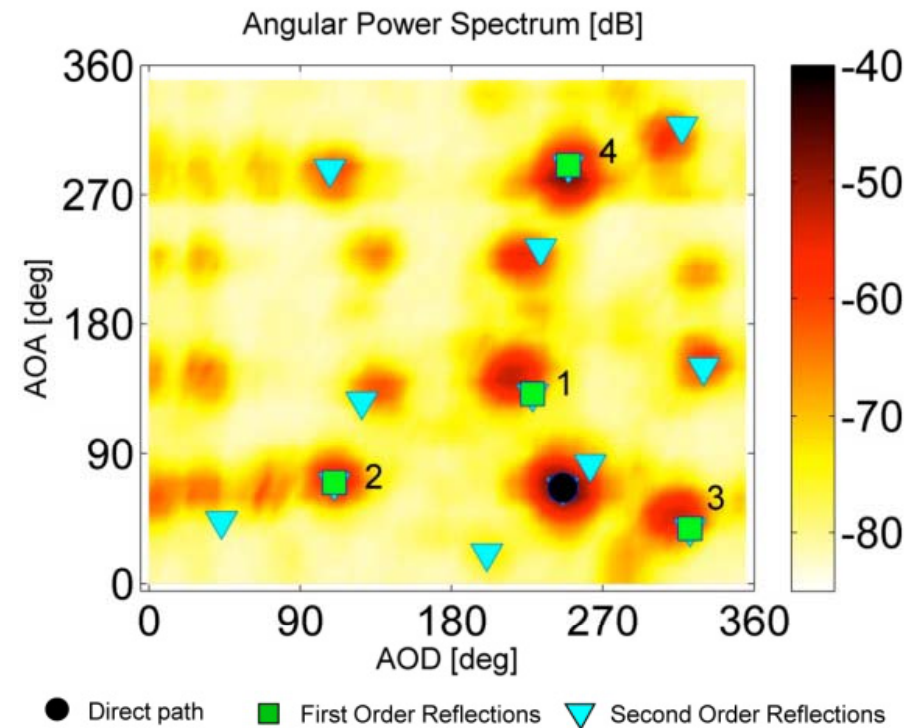 Angular Power Spectrum [dB]
360
270
180
90
0
AOA [deg]
0 90 180 270 360
AOD [deg]
4
1
2
3
-40
-50
-60
-70
-80
Direct path First Order Reflections Second Order Reflections